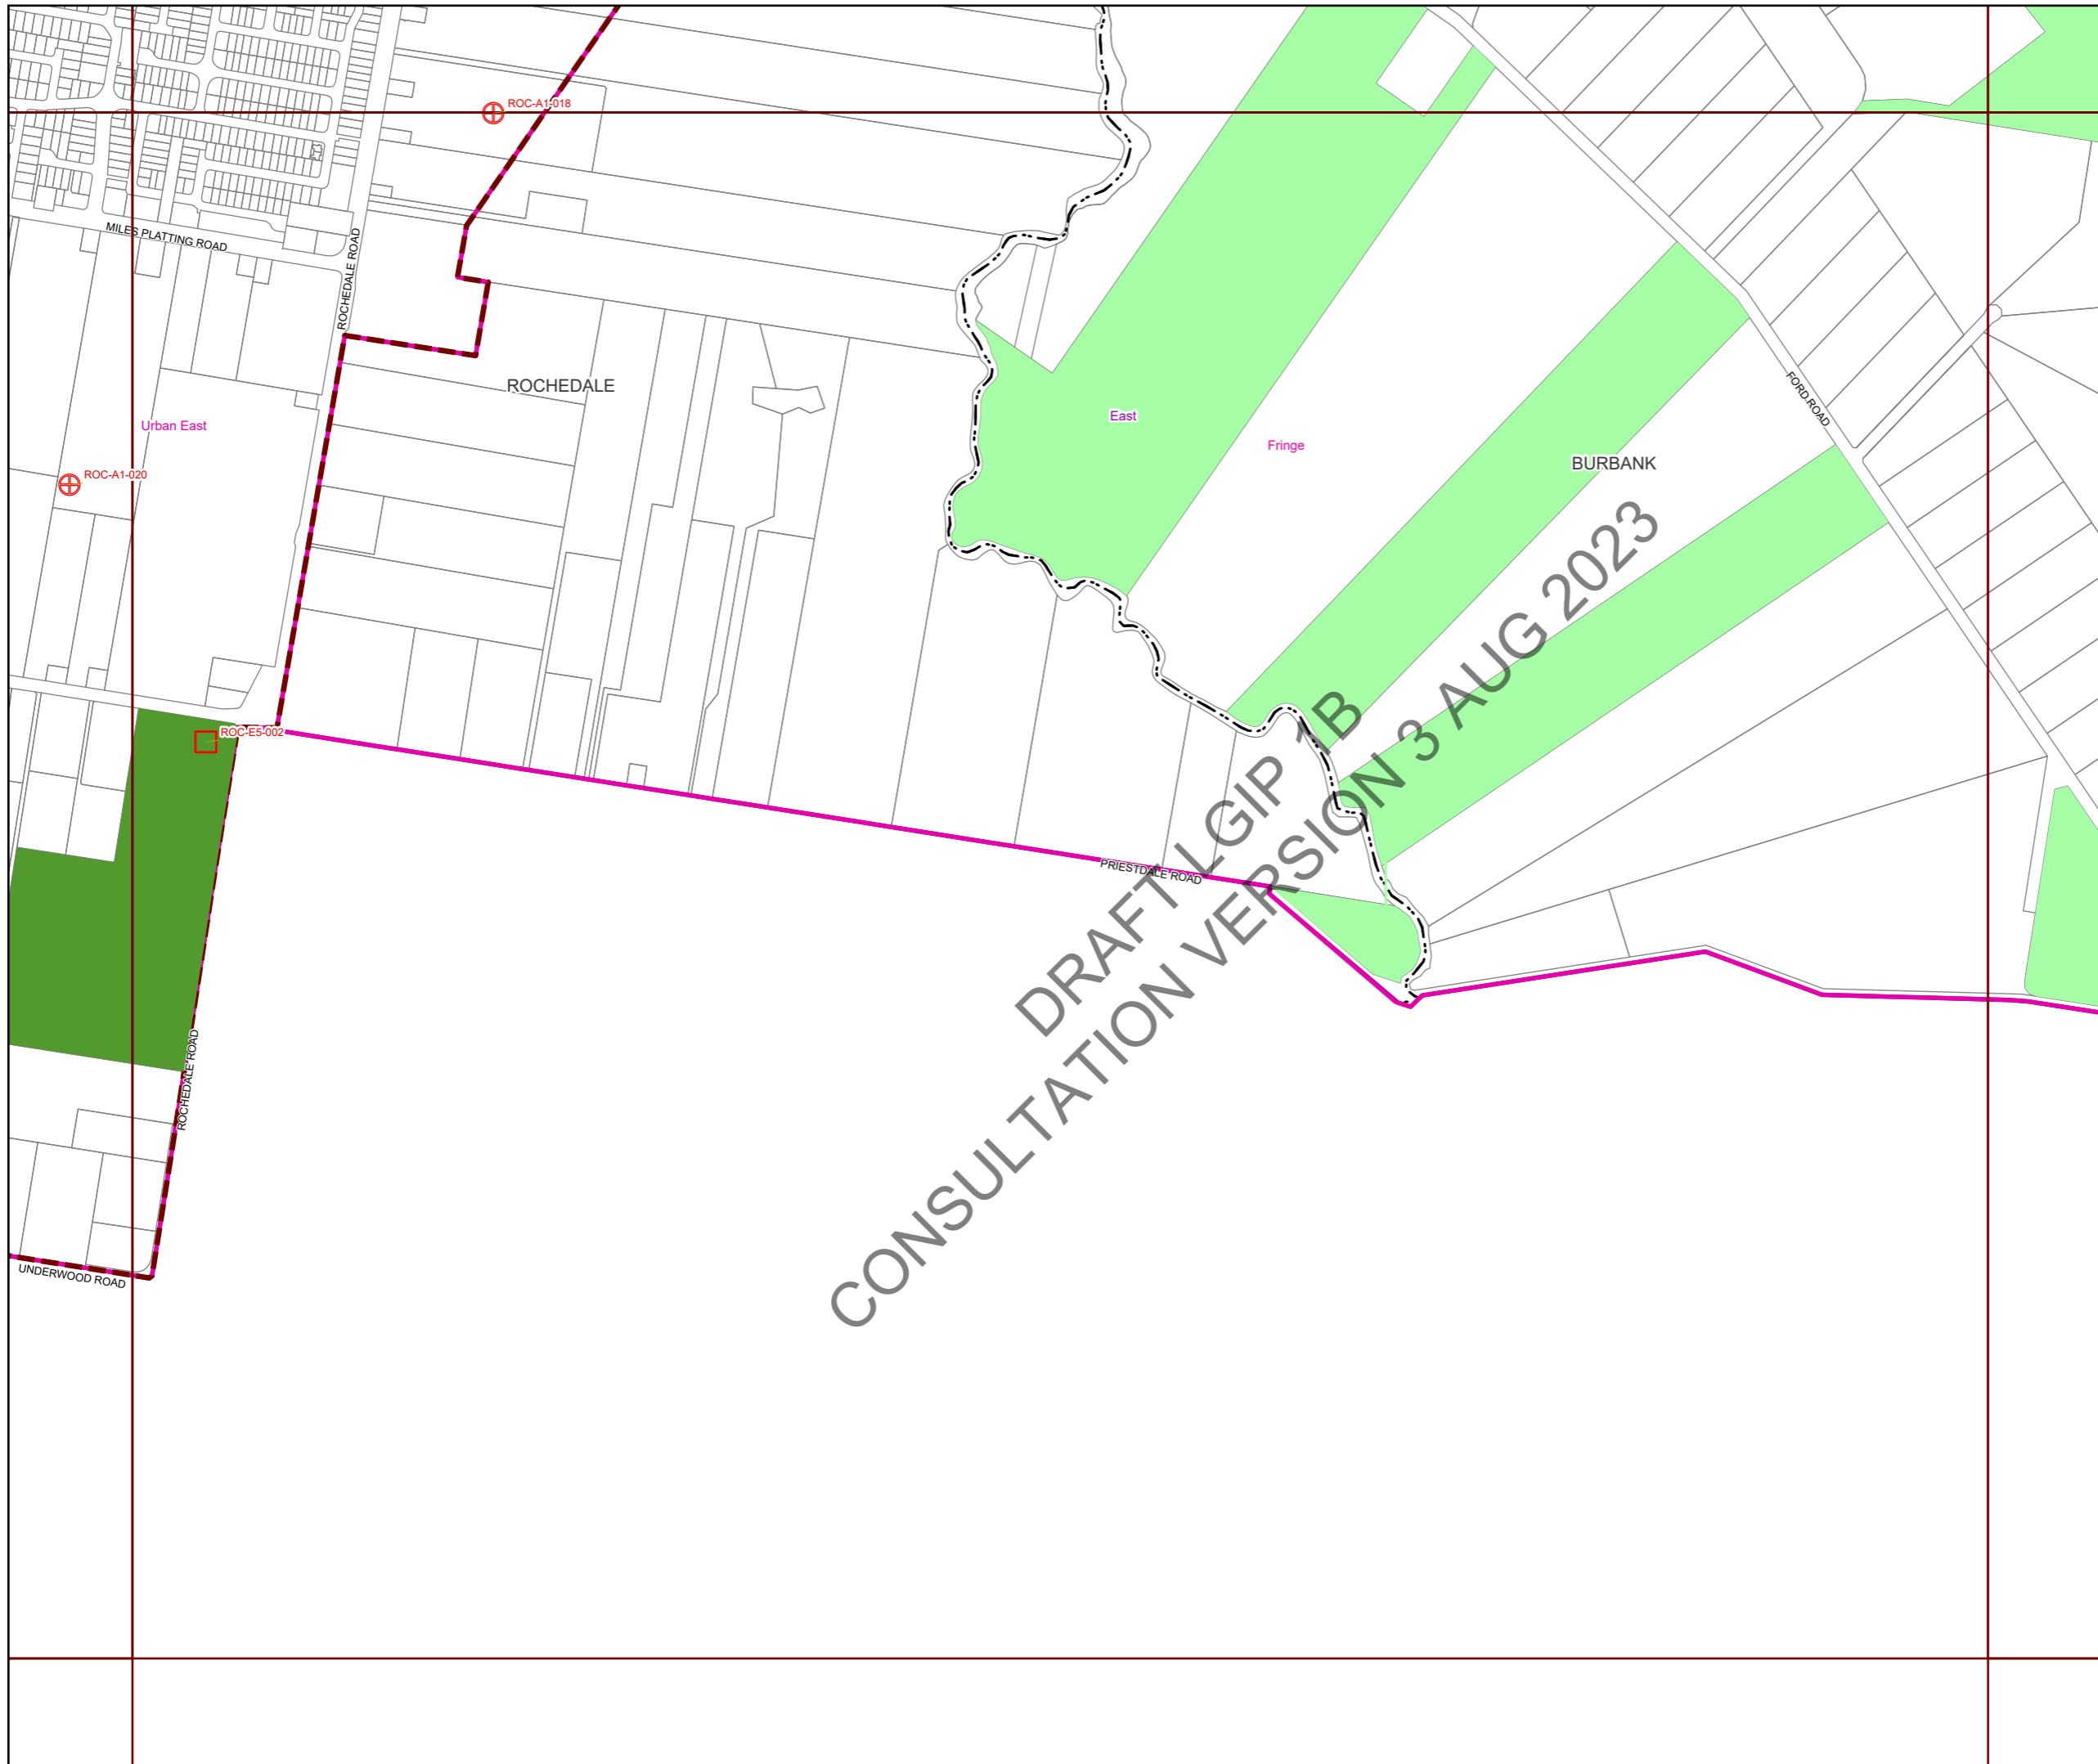 ROC-A1-018
MILES PLATTING ROAD
ROCHEDALE ROAD
ROCHEDALE
East
Urban East
Fringe
FORD ROAD
BURBANK
ROC-A1-020
ROC-E5-002
PRIESTDALE ROAD
DRAFT LGIP 1B
CONSULTATION VERSION 3 AUG 2023
ROCHEDALE ROAD
UNDERWOOD ROAD